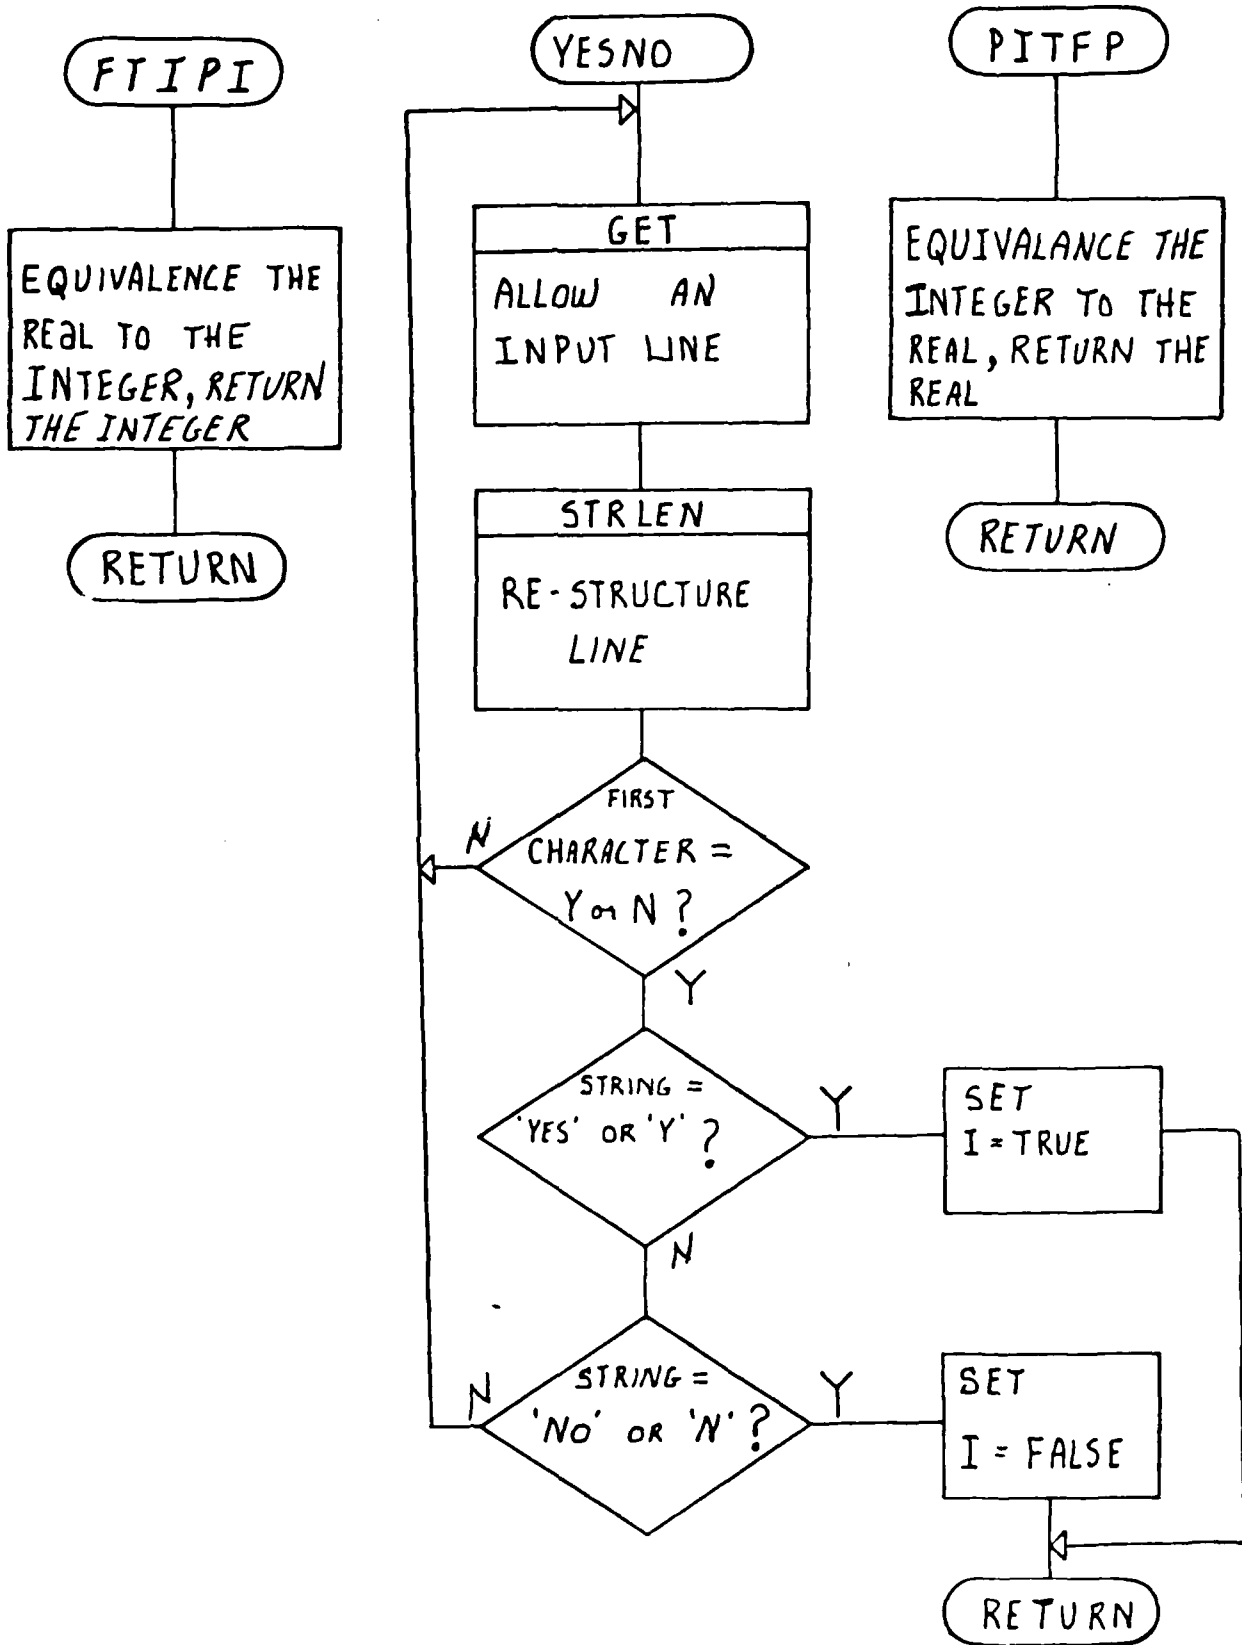 FTIPI
EQUIVALENCE THE
REAL TO THE
INTEGER, RETURN
THE INTEGER
RETURN
YESNO
GET
ALLOW AN
INPUT LINE
STRLEN
RE-STRUCTURE
LINE
FIRST
CHARACTER =
Y or N ?
N
Y
STRING =
'YES' OR 'Y' ?
Y
N
SET
I = TRUE
STRING =
'NO' OR 'N' ?
N
Y
SET
I = FALSE
RETURN
PITFP
EQUIVALANCE THE
INTEGER TO THE
REAL, RETURN THE
REAL
RETURN